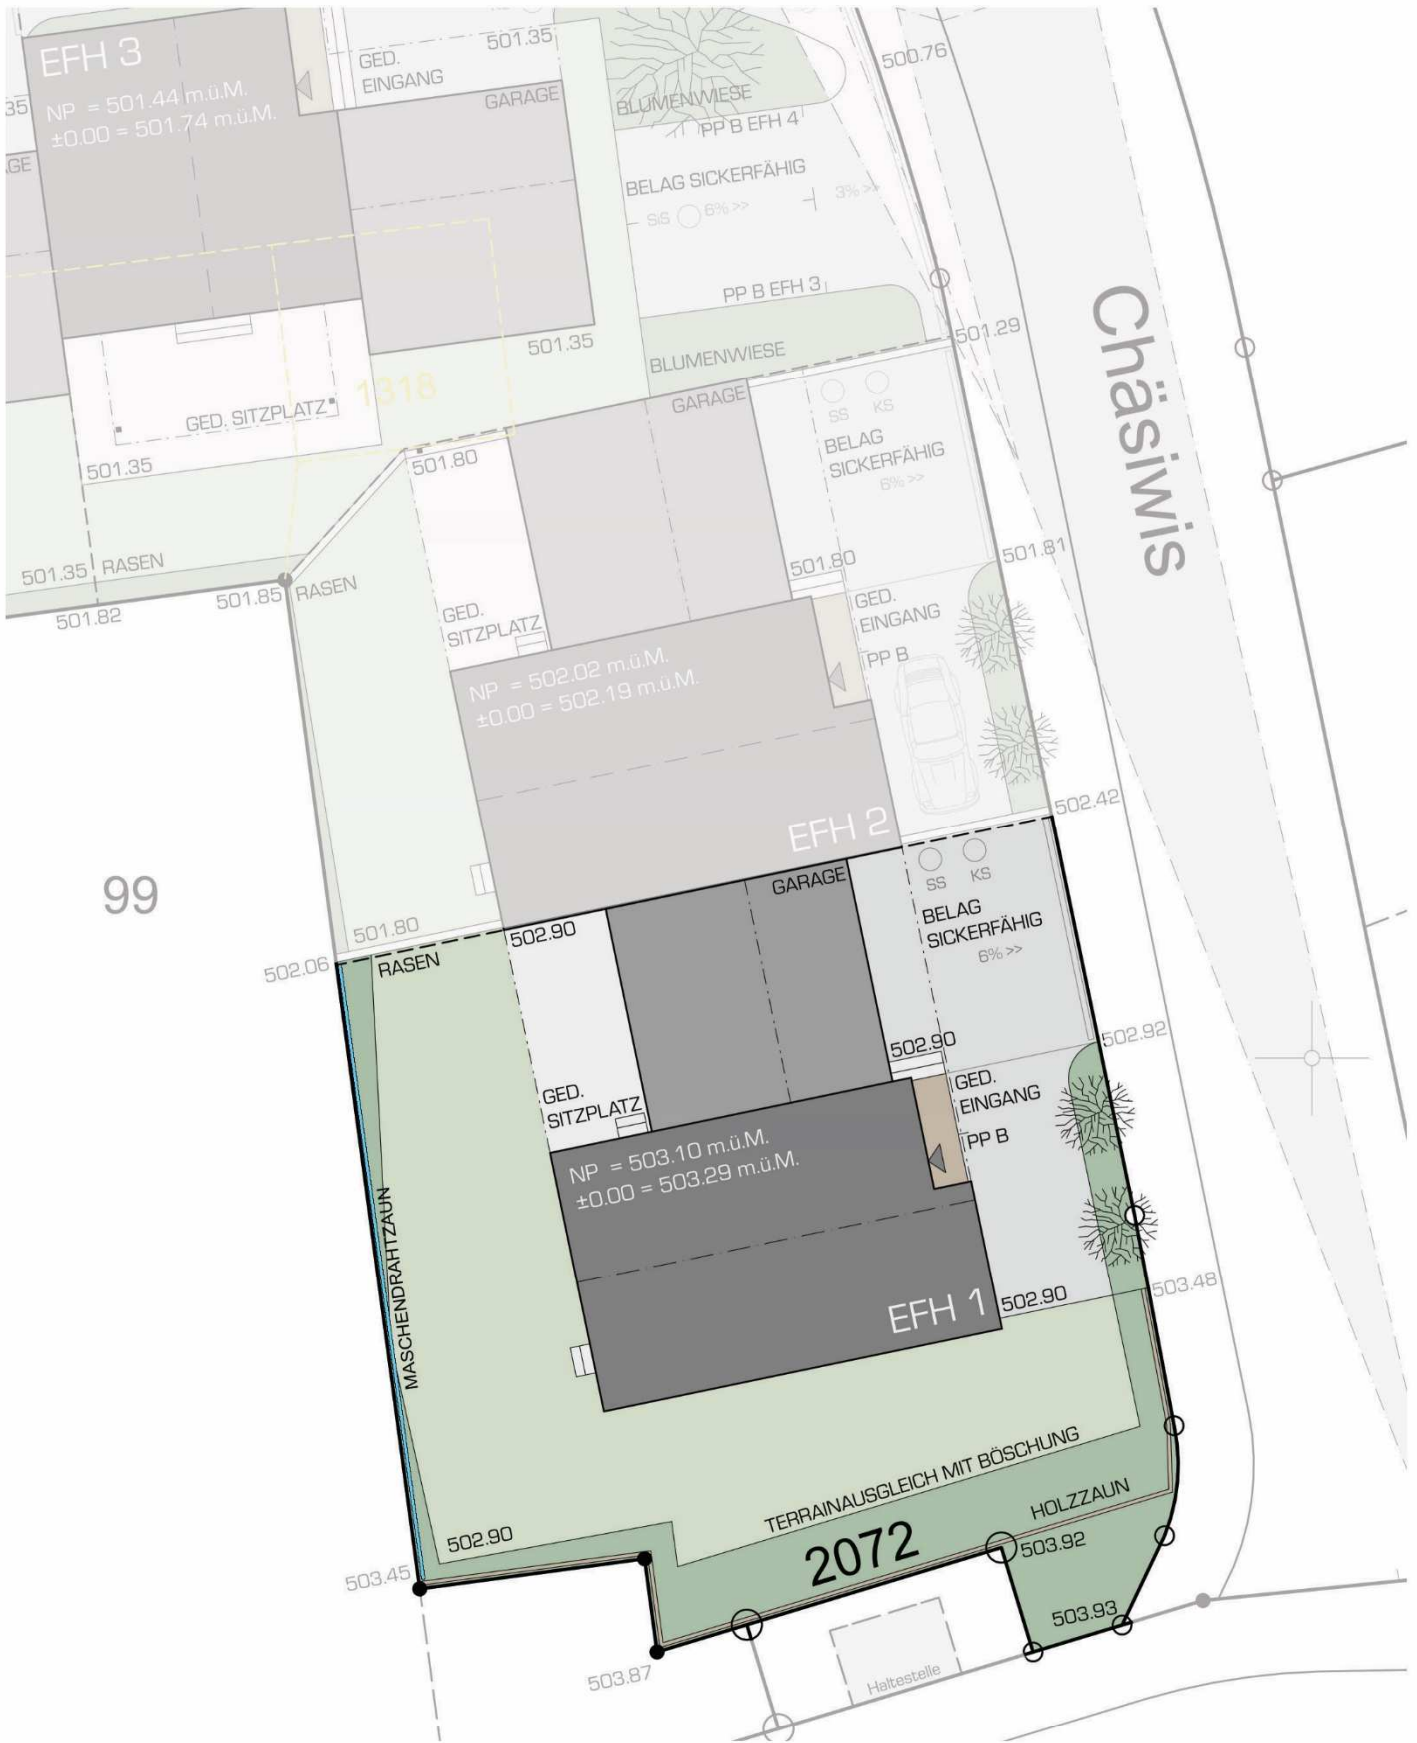 EFH 3
NP = 501.44 m.ü.M.
±0.00 = 501.74 m.ü.M.
35
GE
GED.
EINGANG
501.35
GARAGE
BLUMENWIESE
PP B EFH 4
500.76
BELAG SICKERFÄHIG
SiS
6% >>
3% >>
PP B EFH 3
501.35
BLUMENWIESE
501.29
1318
GED. SITZPLATZ
501.35
501.80
GARAGE
SS
KS
BELAG
SICKERFÄHIG
6% >>
Chäsiwis
501.35
RASEN
501.82
501.85
RASEN
501.80
501.81
GED.
SITZPLATZ
GED.
EINGANG
PP B
NP = 502.02 m.ü.M.
±0.00 = 502.19 m.ü.M.
EFH 2
502.42
99
501.80
502.06
RASEN
502.90
GARAGE
SS
KS
BELAG
SICKERFÄHIG
6% >>
502.90
502.92
GED.
SITZPLATZ
GED.
EINGANG
PP B
NP = 503.10 m.ü.M.
±0.00 = 503.29 m.ü.M.
MASCHENDRAHTZAUN
EFH 1
502.90
503.48
TERRAINAUSGLEICH MIT BÖSCHUNG
HOLZZAUN
502.90
2072
503.92
503.45
503.93
503.87
Haltestelle